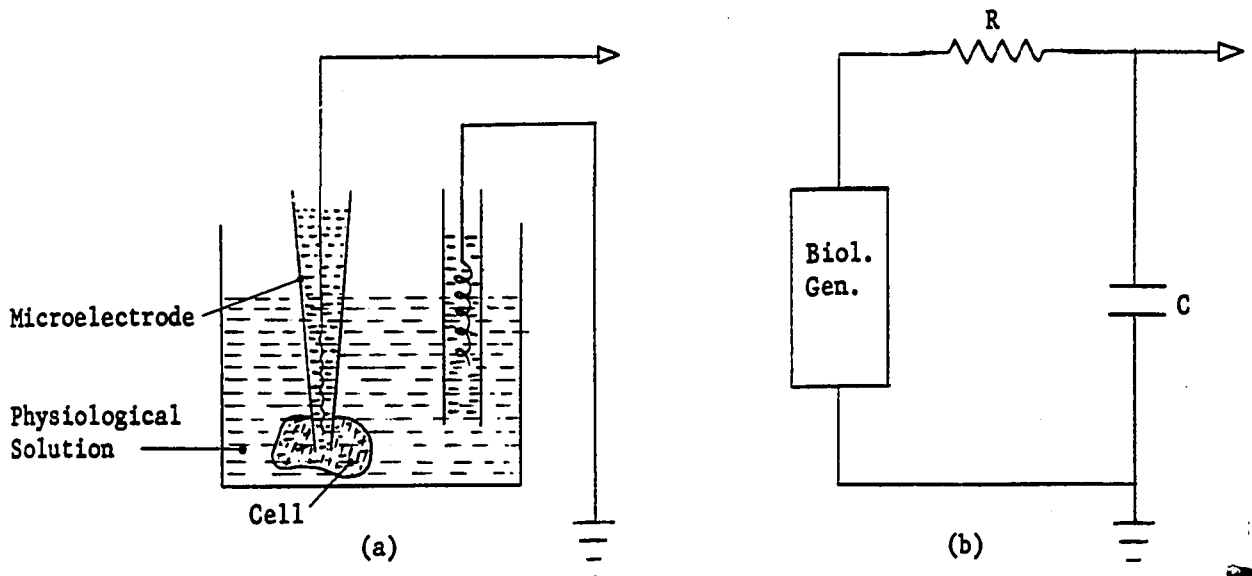 Microelectrode
Physiological
Solution
Cell
(a)
R
Biol.
Gen.
C
(b)